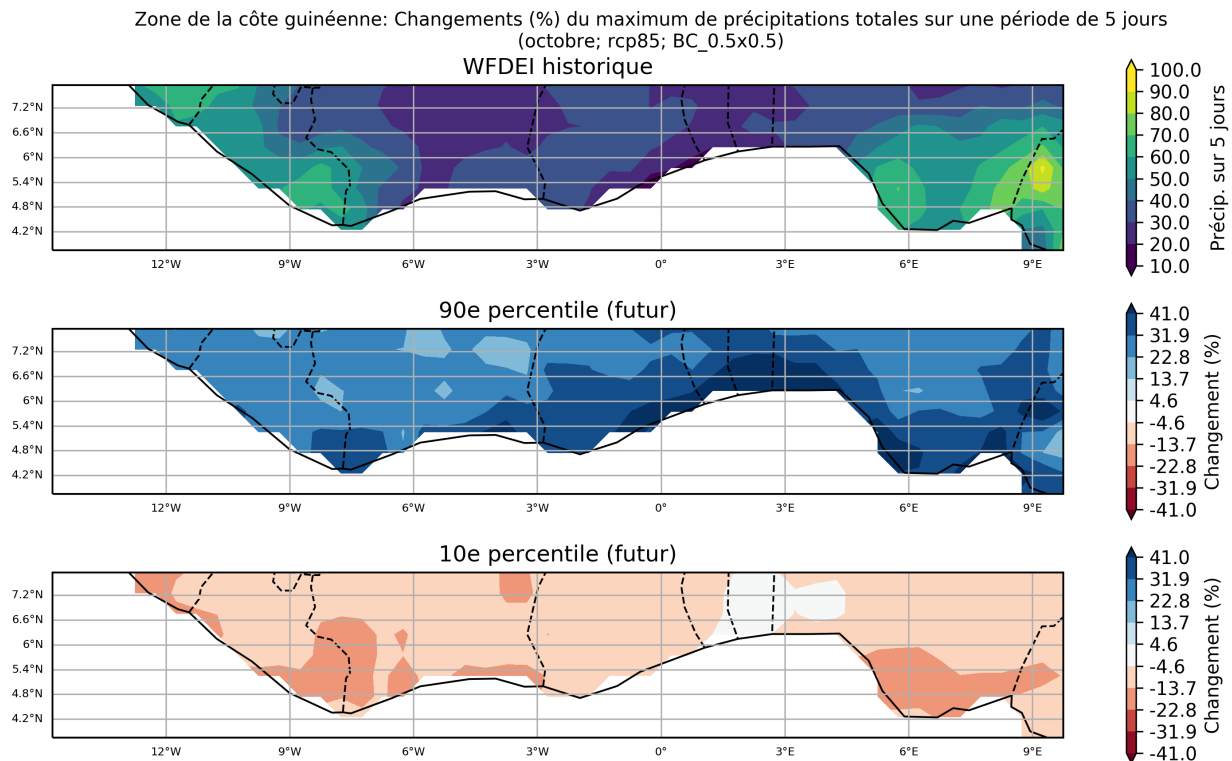 Zone de la côte guinéenne: Changements (%) du maximum de précipitations totales sur une période de 5 jours
(octobre; rcp85; BC_0.5x0.5)
WFDEI historique
7.2°N
6.6°N
6°N
5.4°N
4.8°N
4.2°N
12°W 9°W 6°W 3°W 0° 3°E 6°E 9°E
100.0
90.0
80.0
70.0
60.0
50.0
40.0
30.0
20.0
10.0
Précip. sur 5 jours
90e percentile (futur)
7.2°N
6.6°N
6°N
5.4°N
4.8°N
4.2°N
12°W 9°W 6°W 3°W 0° 3°E 6°E 9°E
41.0
31.9
22.8
13.7
4.6
-4.6
-13.7
-22.8
-31.9
-41.0
Changement (%)
10e percentile (futur)
7.2°N
6.6°N
6°N
5.4°N
4.8°N
4.2°N
12°W 9°W 6°W 3°W 0° 3°E 6°E 9°E
41.0
31.9
22.8
13.7
4.6
-4.6
-13.7
-22.8
-31.9
-41.0
Changement (%)